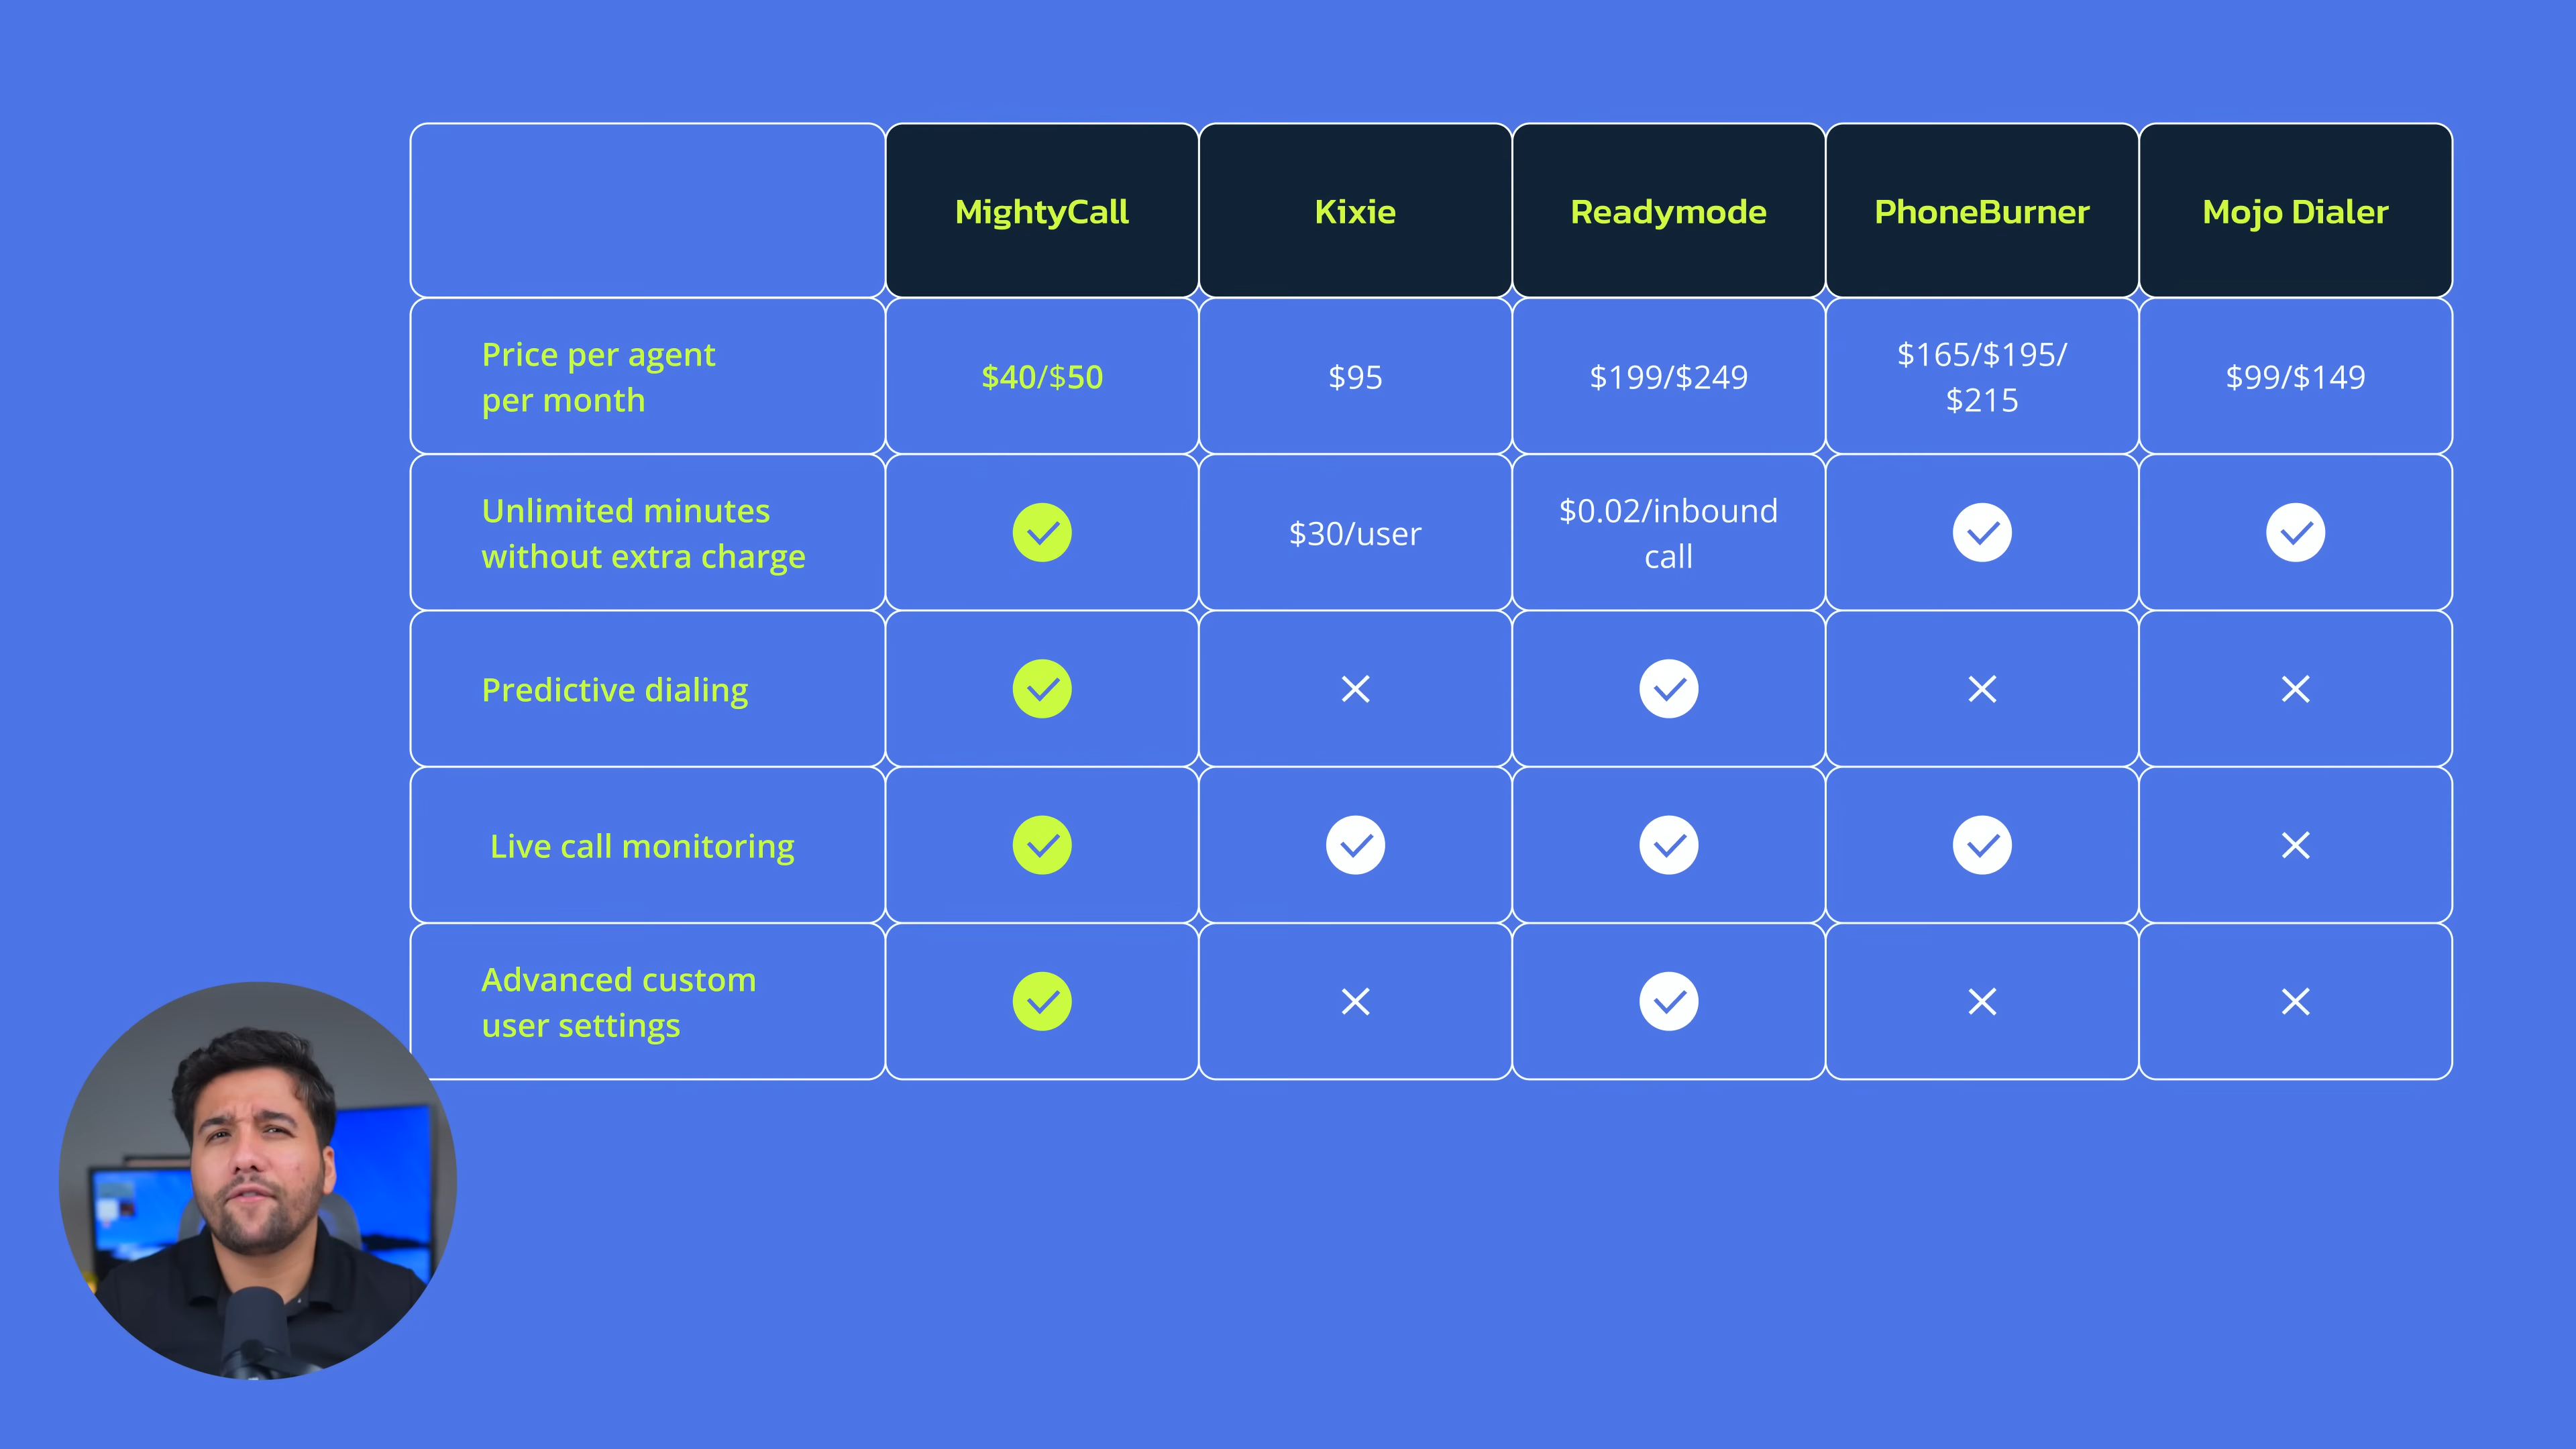 MightyCall
Kixie
Readymode
PhoneBurner
Mojo Dialer
Price per agent
per month
$40/$50
$95
$199/$249
$165/$195/
$215
$99/$149
Unlimited minutes
without extra charge
$30/user
$0.02/inbound
call
Predictive dialing
Live call monitoring
Advanced custom
user settings